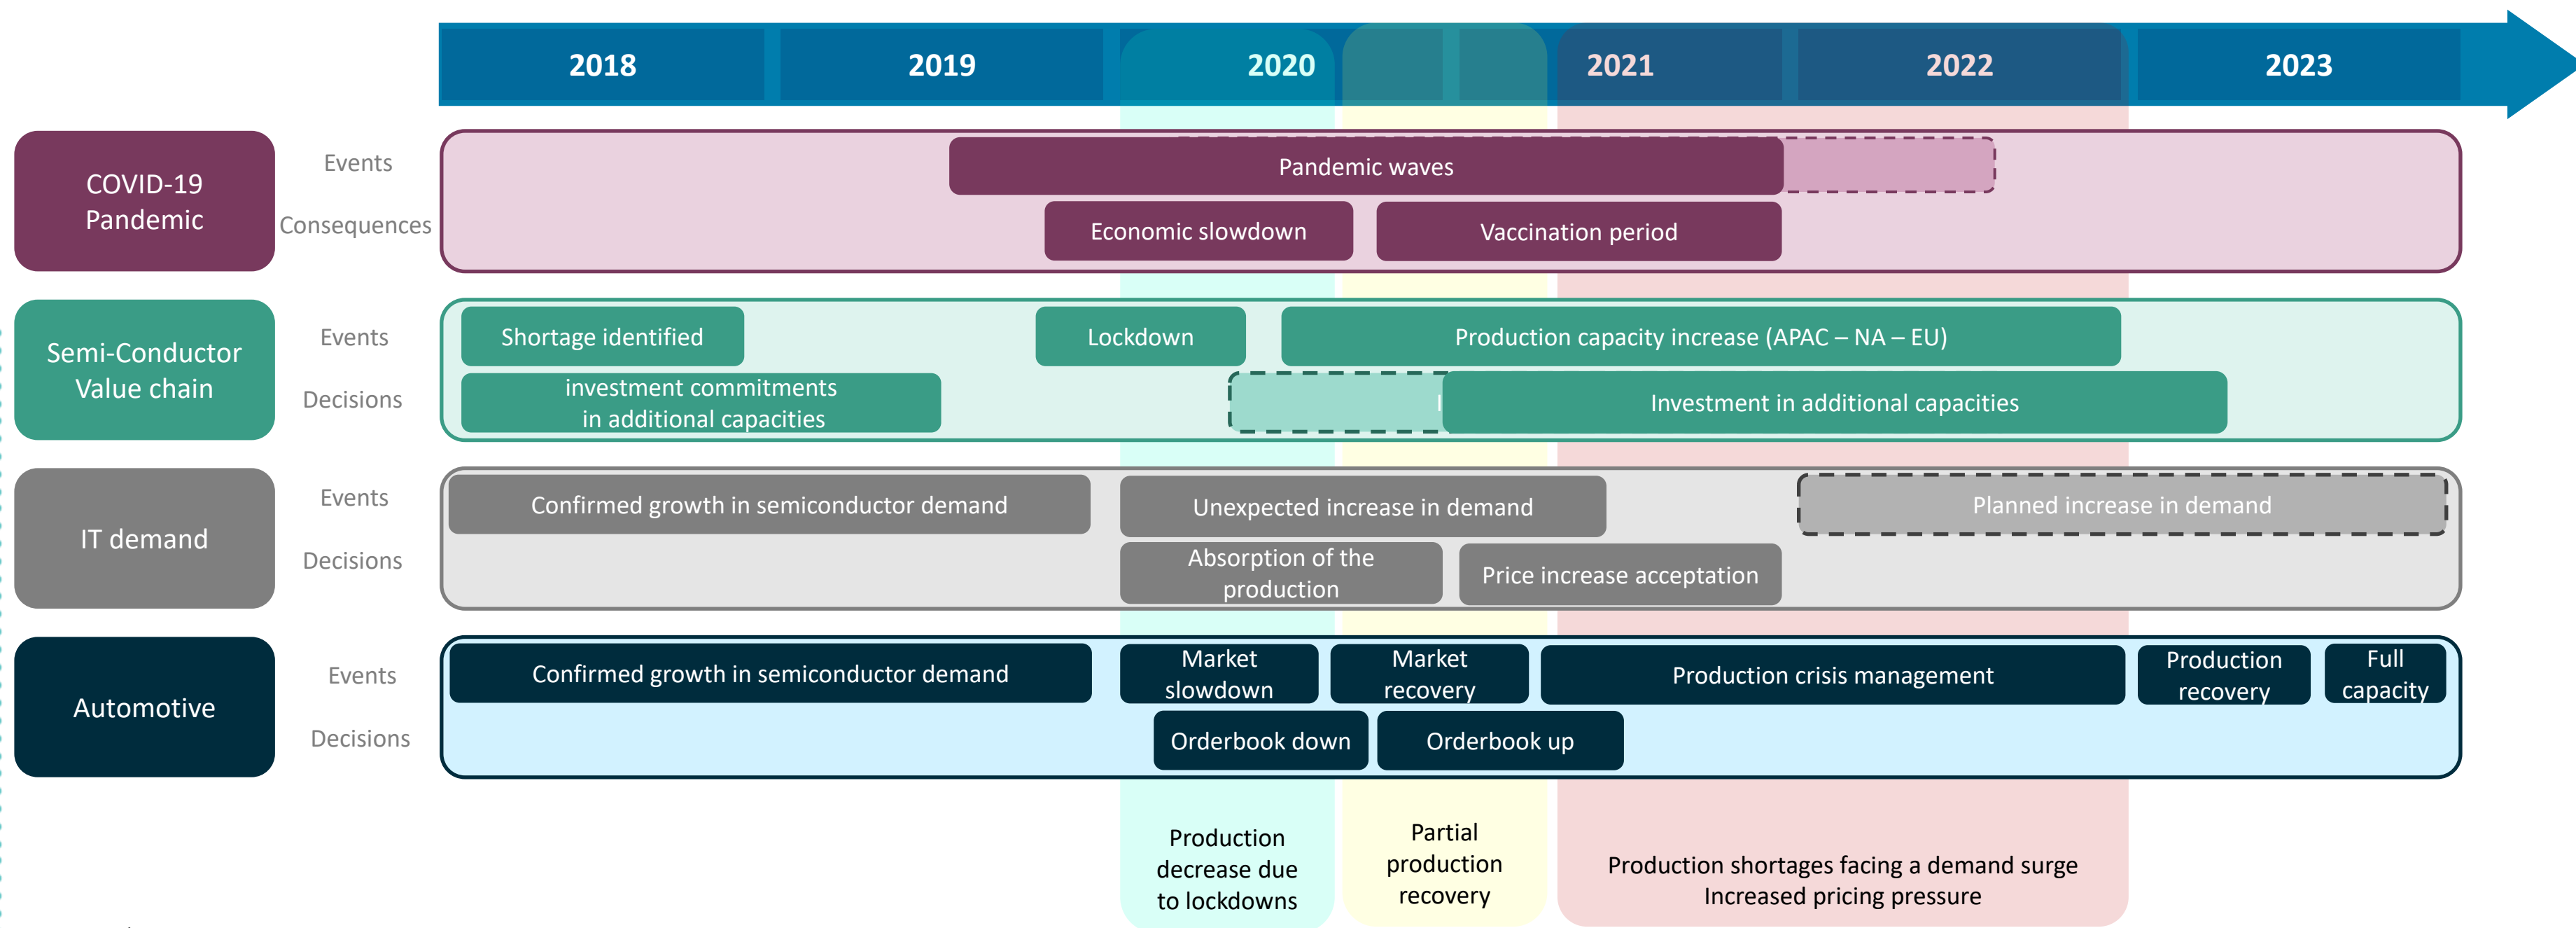 2018
2019
2020
2021
2022
2023
COVID-19
Pandemic
Events
Consequences
Pandemic waves
Economic slowdown
Vaccination period
Semi-Conductor
Value chain
Events
Decisions
Shortage identified
Lockdown
Production capacity increase (APAC – NA – EU)
investment commitments
in additional capacities
Investment in additional capacities
IT demand
Events
Decisions
Confirmed growth in semiconductor demand
Unexpected increase in demand
Planned increase in demand
Absorption of the
production
Price increase acceptation
Automotive
Events
Decisions
Confirmed growth in semiconductor demand
Market
slowdown
Market
recovery
Production crisis management
Production
recovery
Full
capacity
Orderbook down
Orderbook up
Production
decrease due
to lockdowns
Partial
production
recovery
Production shortages facing a demand surge
Increased pricing pressure